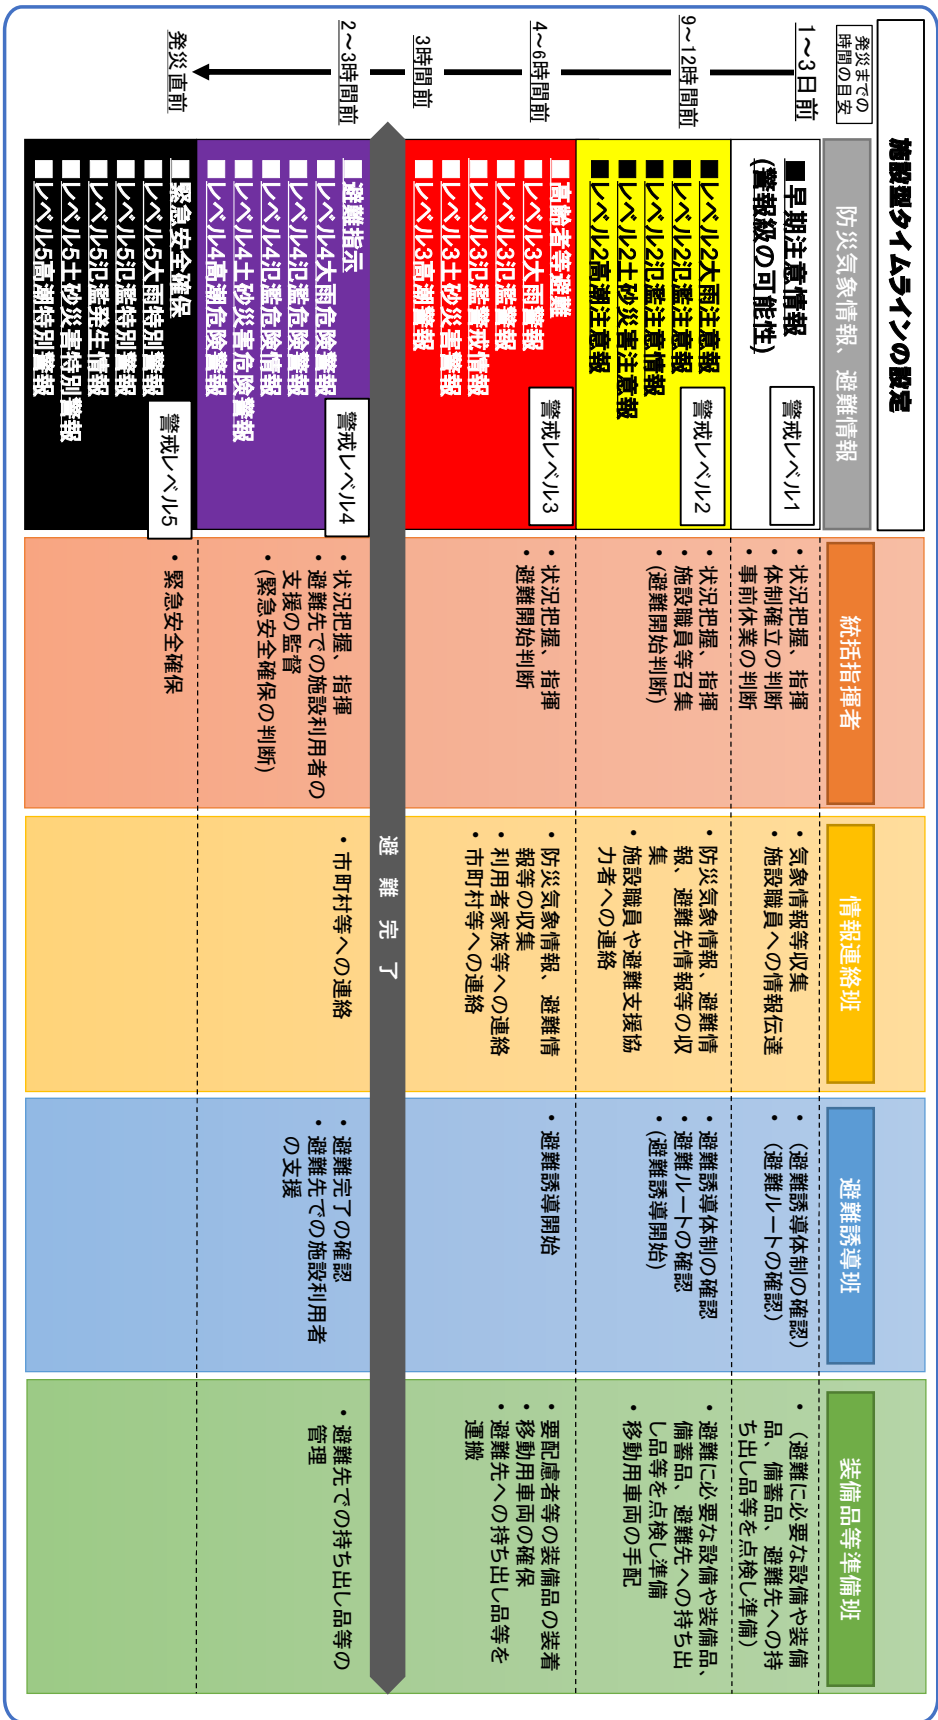 施設型タイムラインの設定
発災までの
時間の目安
防災気象情報、避難情報
統括指揮者
情報連絡班
避難誘導班
装備品等準備班
1～3日前
■早期注意情報
(警報級の可能性)
警戒レベル1
・状況把握、指揮
・体制確立の判断
・事前休業の判断
・気象情報等収集
・施設職員への情報伝達
・（避難誘導体制の確認）
・（避難ルートの確認）
・（避難に必要な設備や装備
品、備蓄品、避難先への持
ち出し品等を点検し準備）
9～12時間前
■レベル2大雨注意報
■レベル2氾濫注意報
■レベル2氾濫注意情報
■レベル2土砂災害注意報
■レベル2高潮注意報
警戒レベル2
・状況把握、指揮
・施設職員等召集
・(避難開始判断)
・防災気象情報、避難情
報、避難先情報等の収
集
・施設職員や避難支援協
力者への連絡
・避難誘導体制の確認
・避難ルートの確認
・(避難誘導開始)
・避難に必要な設備や装備品、
備蓄品、避難先への持ち出
し品等を点検し準備
・移動用車両の手配
4～6時間前
■高齢者等避難
■レベル3大雨警報
■レベル3氾濫警報
■レベル3氾濫警戒情報
■レベル3土砂災害警報
■レベル3高潮警報
警戒レベル3
・状況把握、指揮
・避難開始判断
・防災気象情報、避難情
報等の収集
・利用者家族等への連絡
・市町村等への連絡
・避難誘導開始
・要配慮者等の装備品の装着
・移動用車両の確保
・避難先への持ち出し品等を
運搬
3時間前
避難完了
2～3時間前
■避難指示
■レベル4大雨危険警報
■レベル4氾濫危険警報
■レベル4氾濫危険情報
■レベル4土砂災害危険警報
■レベル4高潮危険警報
警戒レベル4
・状況把握、指揮
・避難先での施設利用者の
支援の監督
・(緊急安全確保の判断)
・市町村等への連絡
・避難完了の確認
・避難先での施設利用者
の支援
・避難先での持ち出し品等の
管理
発災直前
■緊急安全確保
■レベル5大雨特別警報
■レベル5氾濫特別警報
■レベル5氾濫発生情報
■レベル5土砂災害特別警報
■レベル5高潮特別警報
警戒レベル5
・緊急安全確保